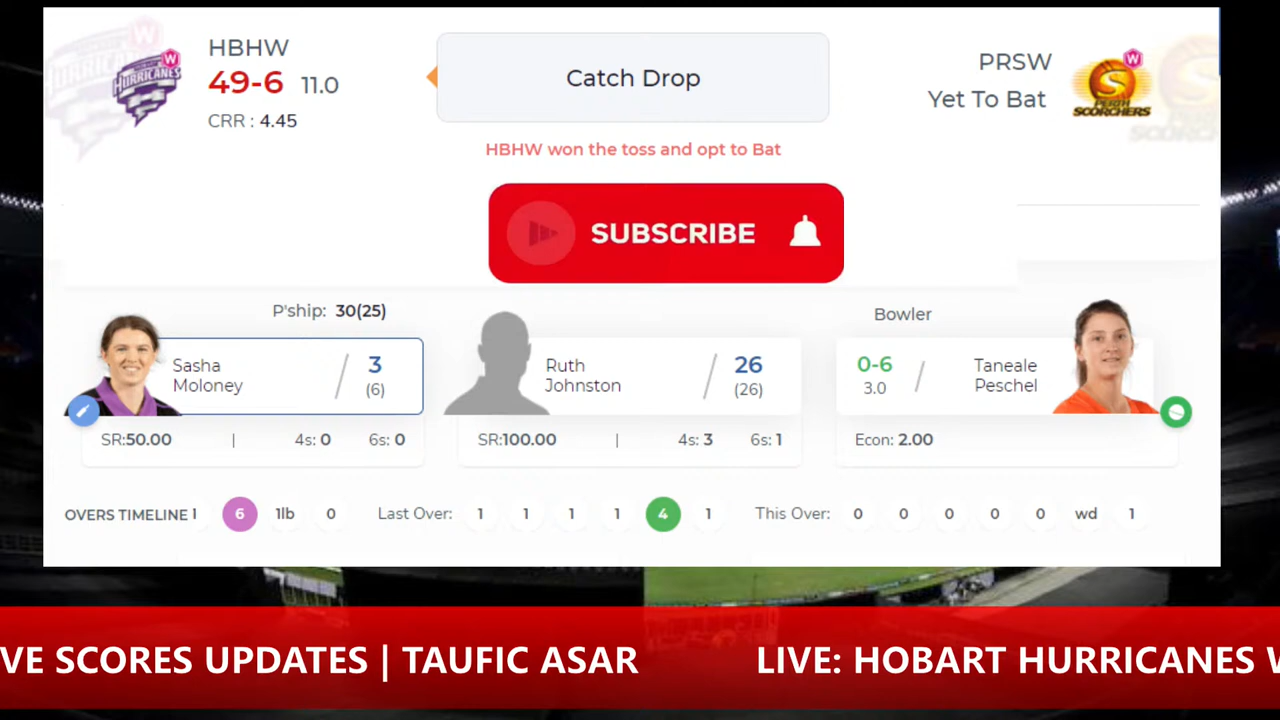 HBHW
49-6 11.0
CRR : 4.45
HURRICANES
W
Catch Drop
HBHW won the toss and opt to Bat
PRSW
Yet To Bat
W
PERTH
SCORCHERS
SUBSCRIBE
P'ship: 30(25)
Sasha
Moloney
3
(6)
SR:50.00 | 4s: 0 6s: 0
Ruth
Johnston
26
(26)
SR:100.00 | 4s: 3 6s: 1
Bowler
0-6
3.0
Taneale
Peschel
Econ: 2.00
OVERS TIMELINE 1 6 1lb 0 Last Over: 1 1 1 1 4 1 This Over: 0 0 0 0 0 wd 1
VE SCORES UPDATES | TAUFIC ASAR LIVE: HOBART HURRICANES W